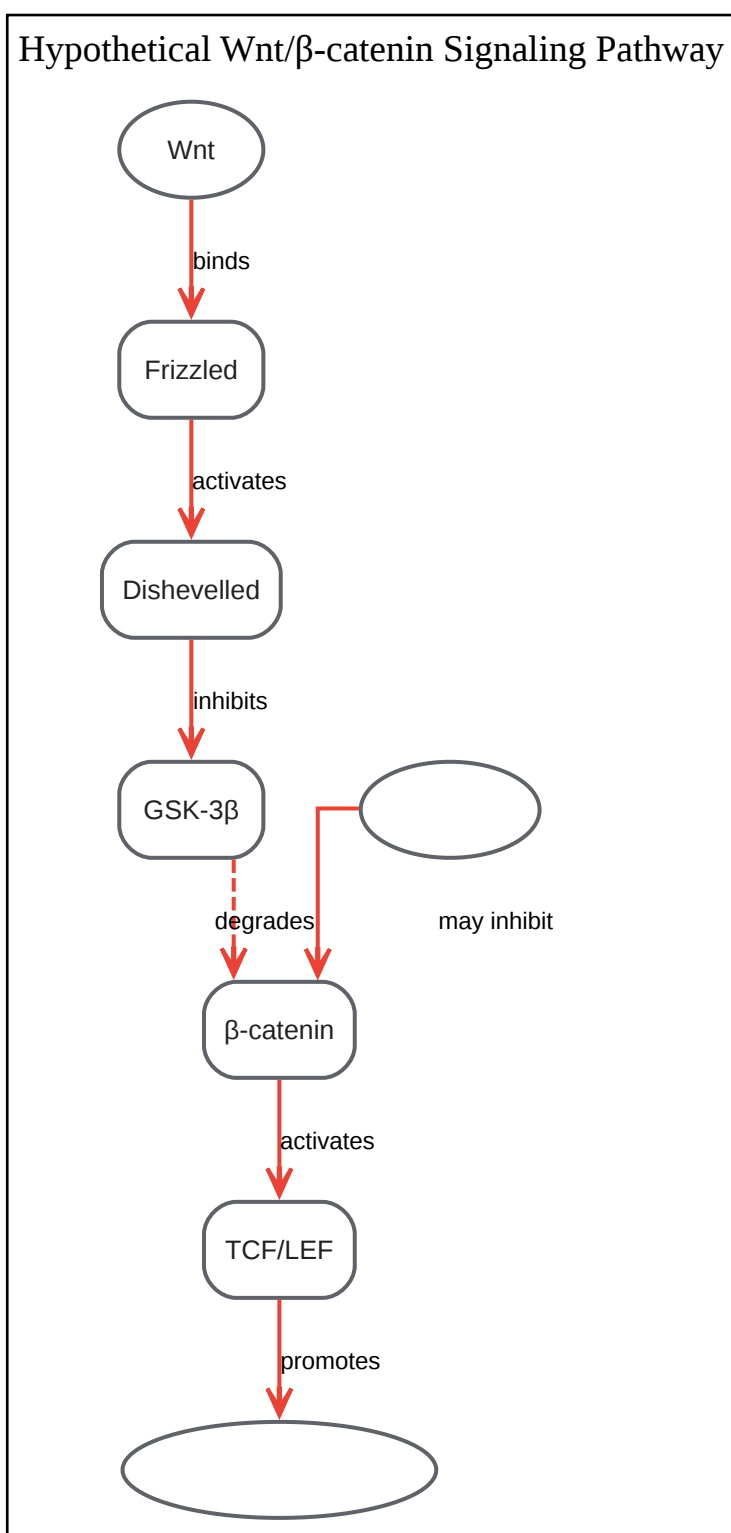 Hypothetical Wnt/β-catenin Signaling Pathway
Wnt
binds
Frizzled
activates
Dishevelled
inhibits
GSK-3β
degrades
may inhibit
β-catenin
activates
TCF/LEF
promotes